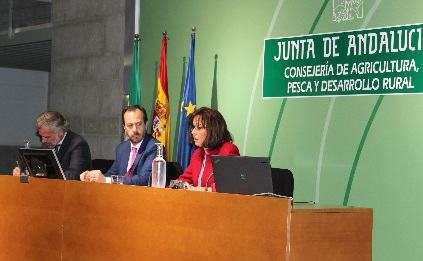 JUNTA DE ANDALUCI
CONSEJERÍA DE AGRICULTURA,
PESCA Y DESARROLLO RURAL